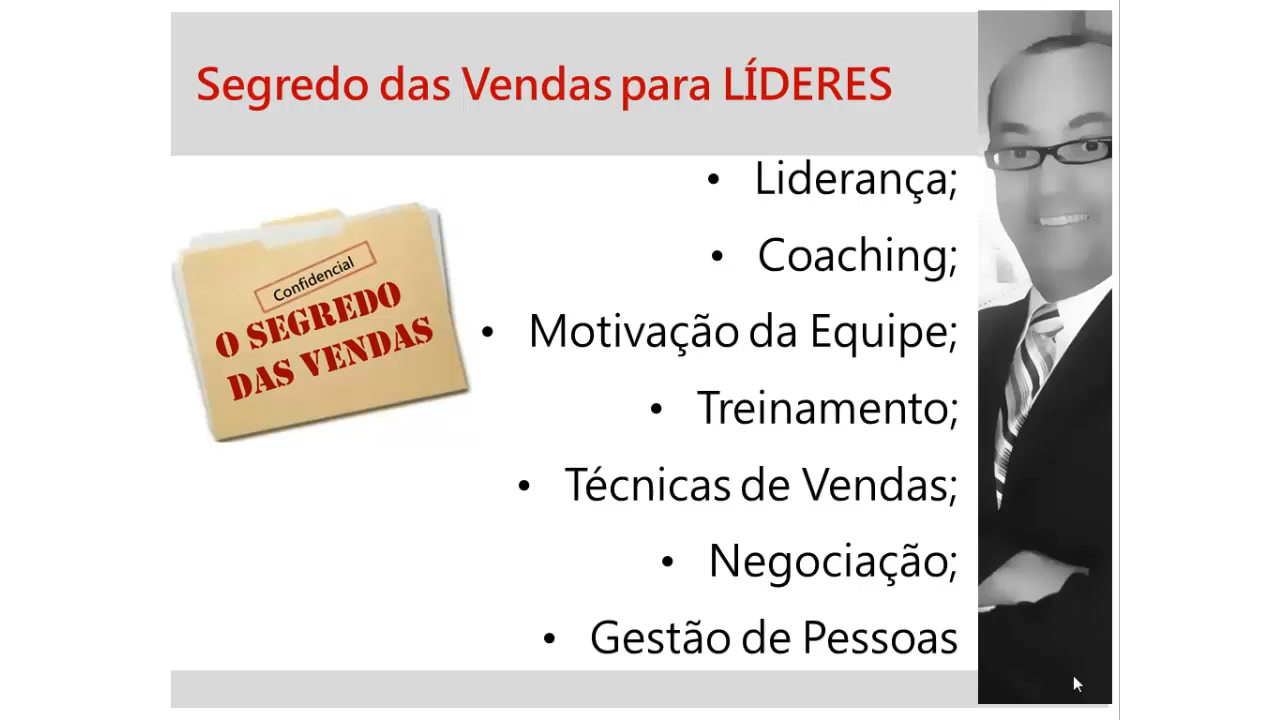 Segredo das Vendas para LÍDERES
Confidencial
O SEGREDO
DAS VENDAS
• Liderança;
• Coaching;
• Motivação da Equipe;
• Treinamento;
• Técnicas de Vendas;
• Negociação;
• Gestão de Pessoas